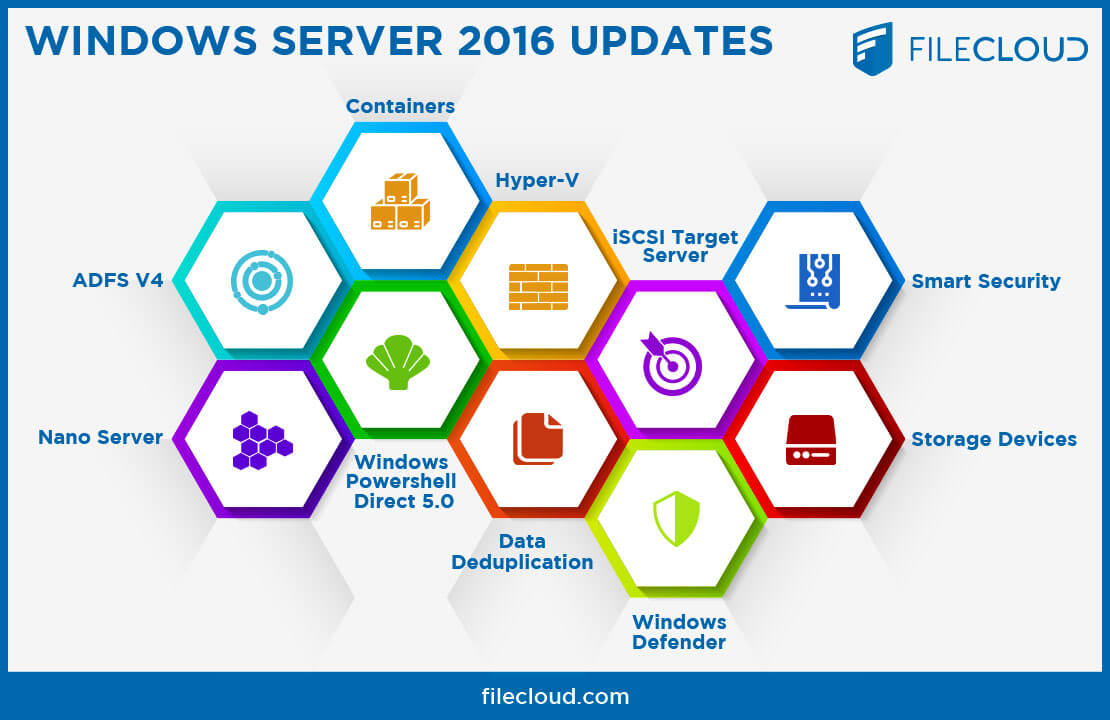 WINDOWS SERVER 2016 UPDATES
FILECLOUD
Containers
Hyper-V
iSCSI Target
Server
ADFS V4
Smart Security
Nano Server
Storage Devices
Windows
Powershell
Direct 5.0
Data
Deduplication
Windows
Defender
filecloud.com